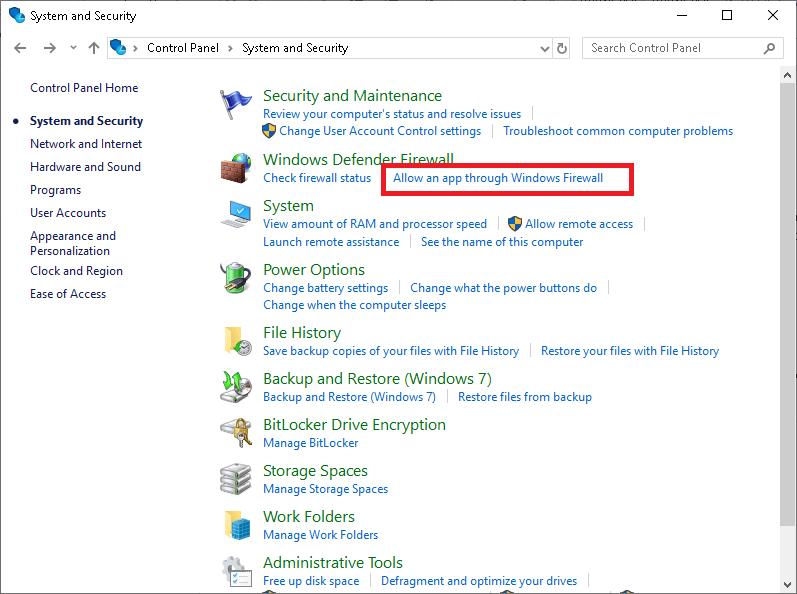 System and Security
Control Panel System and Security
Search Control Panel
Control Panel Home
System and Security
Network and Internet
Hardware and Sound
Programs
User Accounts
Appearance and
Personalization
Clock and Region
Ease of Access
Security and Maintenance
Review your computer's status and resolve issues
Change User Account Control settings Troubleshoot common computer problems
Windows Defender Firewall
Check firewall status Allow an app through Windows Firewall
System
View amount of RAM and processor speed Allow remote access
Launch remote assistance See the name of this computer
Power Options
Change battery settings Change what the power buttons do
Change when the computer sleeps
File History
Save backup copies of your files with File History Restore your files with File History
Backup and Restore (Windows 7)
Backup and Restore (Windows 7) Restore files from backup
BitLocker Drive Encryption
Manage BitLocker
Storage Spaces
Manage Storage Spaces
Work Folders
Manage Work Folders
Administrative Tools
Free up disk space Defragment and optimize your drives